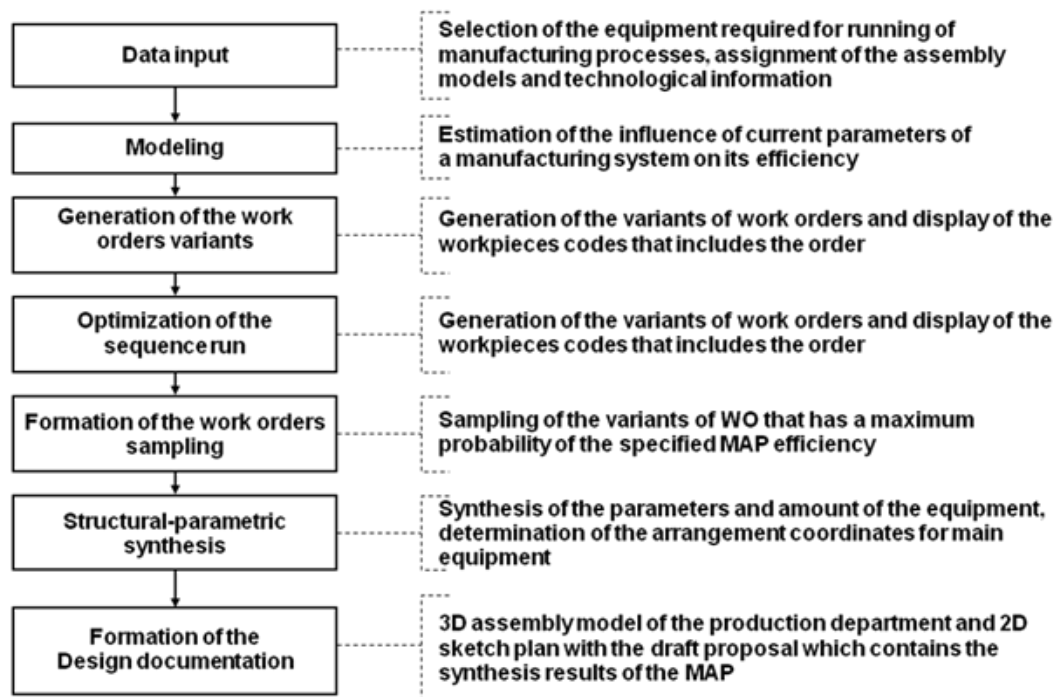 Data input
Selection of the equipment required for running of
manufacturing processes, assignment of the assembly
models and technological information
Modeling
Estimation of the influence of current parameters of
a manufacturing system on its efficiency
Generation of the work
orders variants
Generation of the variants of work orders and display of the
workpieces codes that includes the order
Optimization of the
sequence run
Generation of the variants of work orders and display of the
workpieces codes that includes the order
Formation of the work orders
sampling
Sampling of the variants of WO that has a maximum
probability of the specified MAP efficiency
Structural-parametric
synthesis
Synthesis of the parameters and amount of the equipment,
determination of the arrangement coordinates for main
equipment
Formation of the
Design documentation
3D assembly model of the production department and 2D
sketch plan with the draft proposal which contains the
synthesis results of the MAP